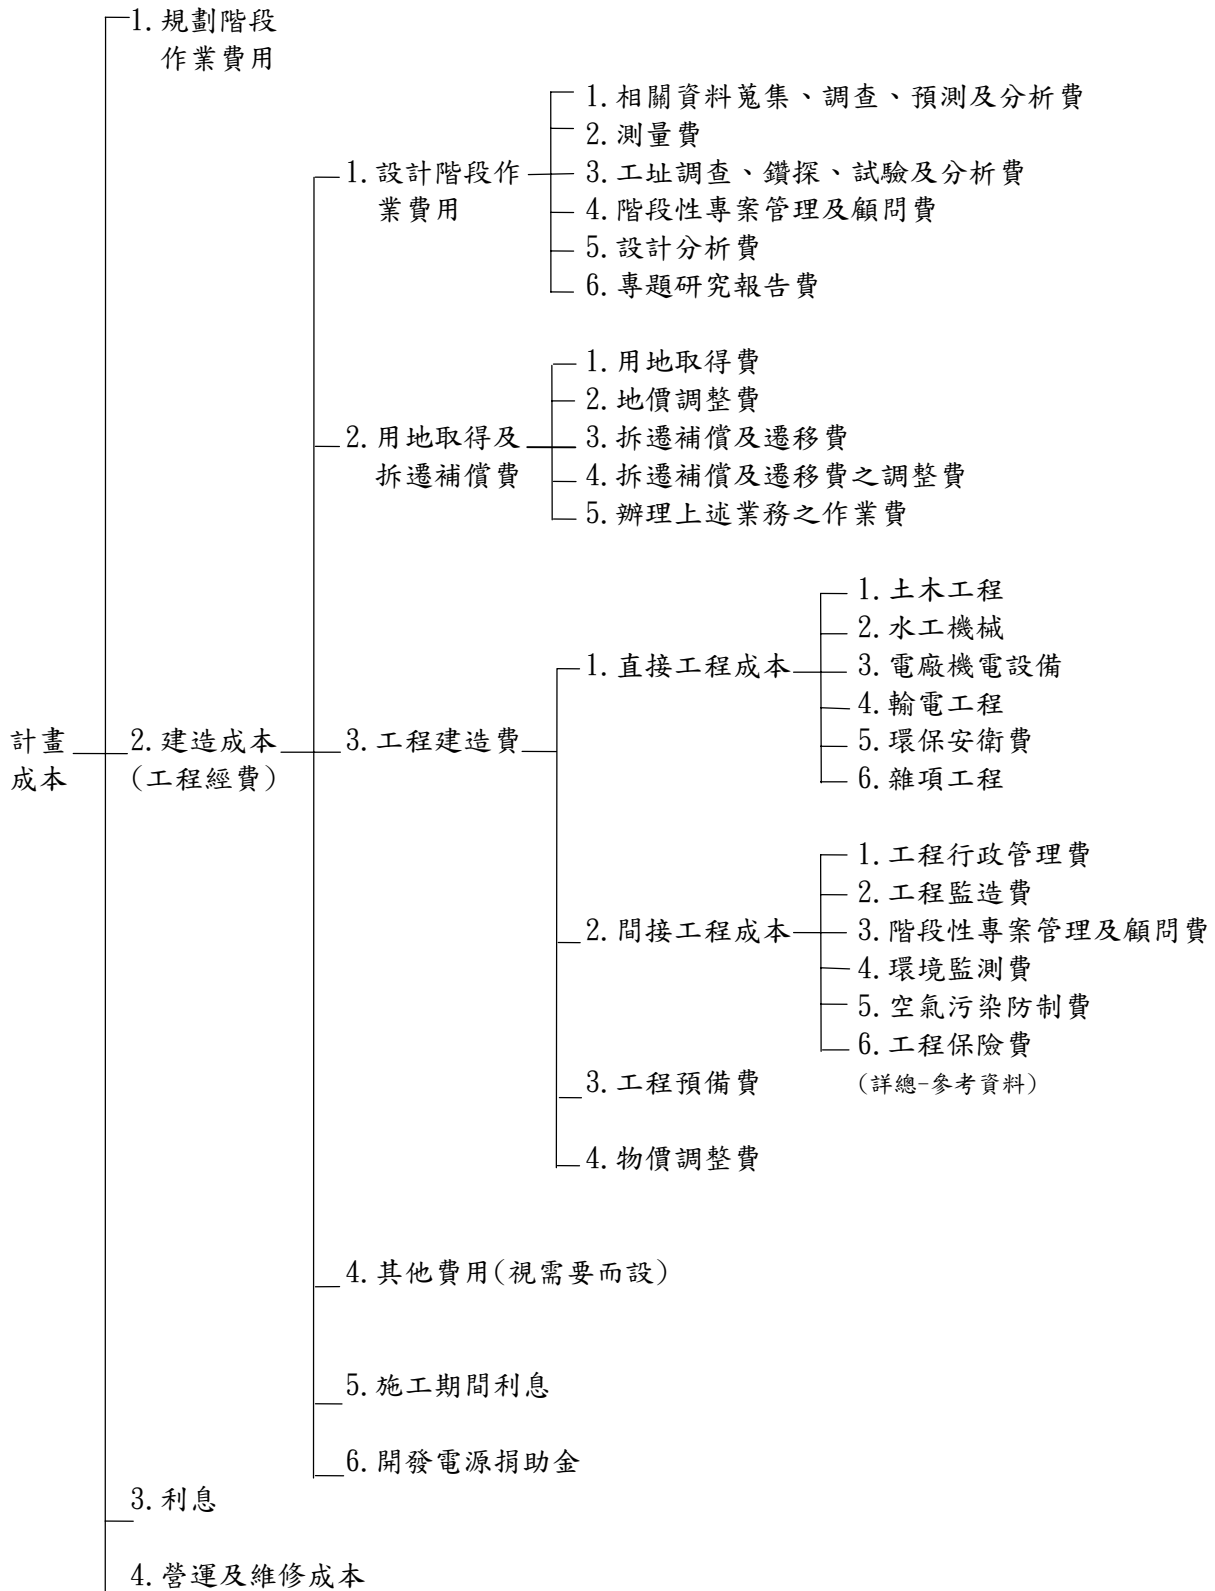 1.規劃階段
作業費用
1.相關資料蒐集、調查、預測及分析費
2.測量費
1.設計階段作
業費用
3.工址調查、鑽探、試驗及分析費
4.階段性專案管理及顧問費
5.設計分析費
6.專題研究報告費
1.用地取得費
2.地價調整費
2.用地取得及
拆遷補償費
3.拆遷補償及遷移費
4.拆遷補償及遷移費之調整費
5.辦理上述業務之作業費
1.土木工程
2.水工機械
1.直接工程成本
3.電廠機電設備
4.輸電工程
計畫
成本
2.建造成本
(工程經費)
3.工程建造費
5.環保安衛費
6.雜項工程
1.工程行政管理費
2.工程監造費
2.間接工程成本
3.階段性專案管理及顧問費
4.環境監測費
5.空氣污染防制費
6.工程保險費
3.工程預備費
(詳總-參考資料)
4.物價調整費
4.其他費用(視需要而設)
5.施工期間利息
6.開發電源捐助金
3.利息
4.營運及維修成本